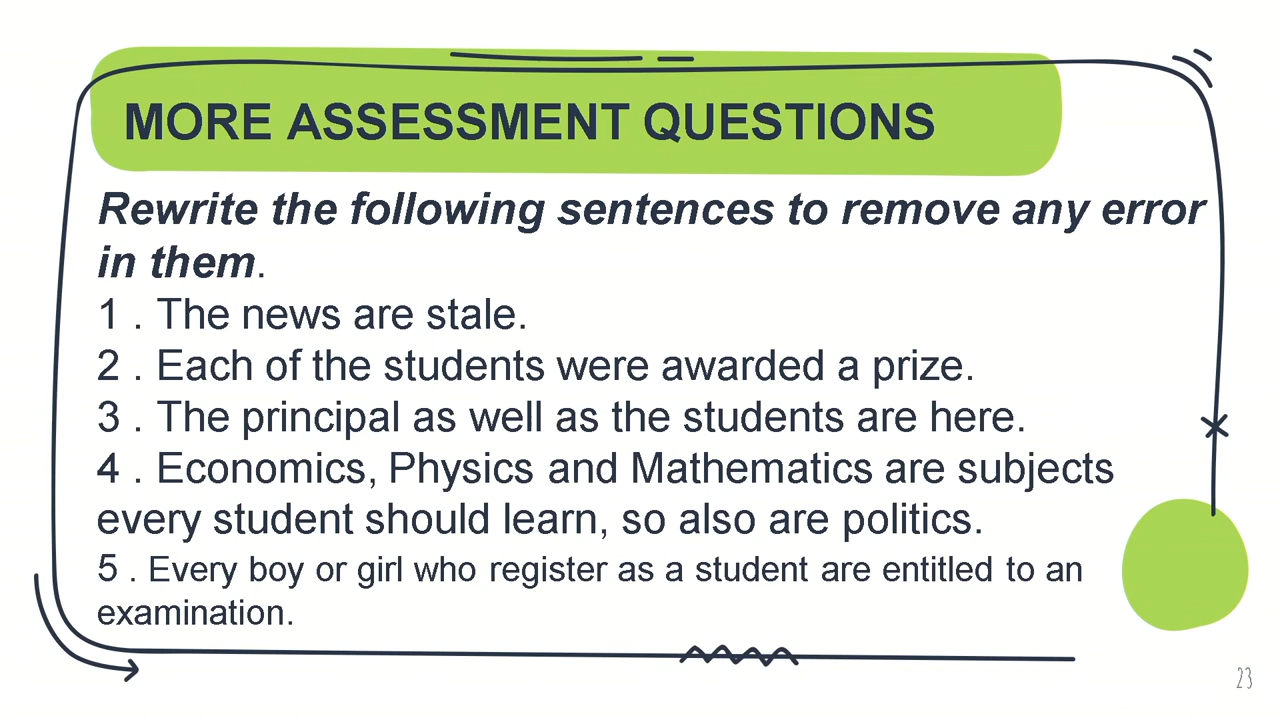 MORE ASSESSMENT QUESTIONS
Rewrite the following sentences to remove any error
in them.
1 . The news are stale.
2 . Each of the students were awarded a prize.
3 . The principal as well as the students are here.
4 . Economics, Physics and Mathematics are subjects
every student should learn, so also are politics.
5 . Every boy or girl who register as a student are entitled to an
examination.
23